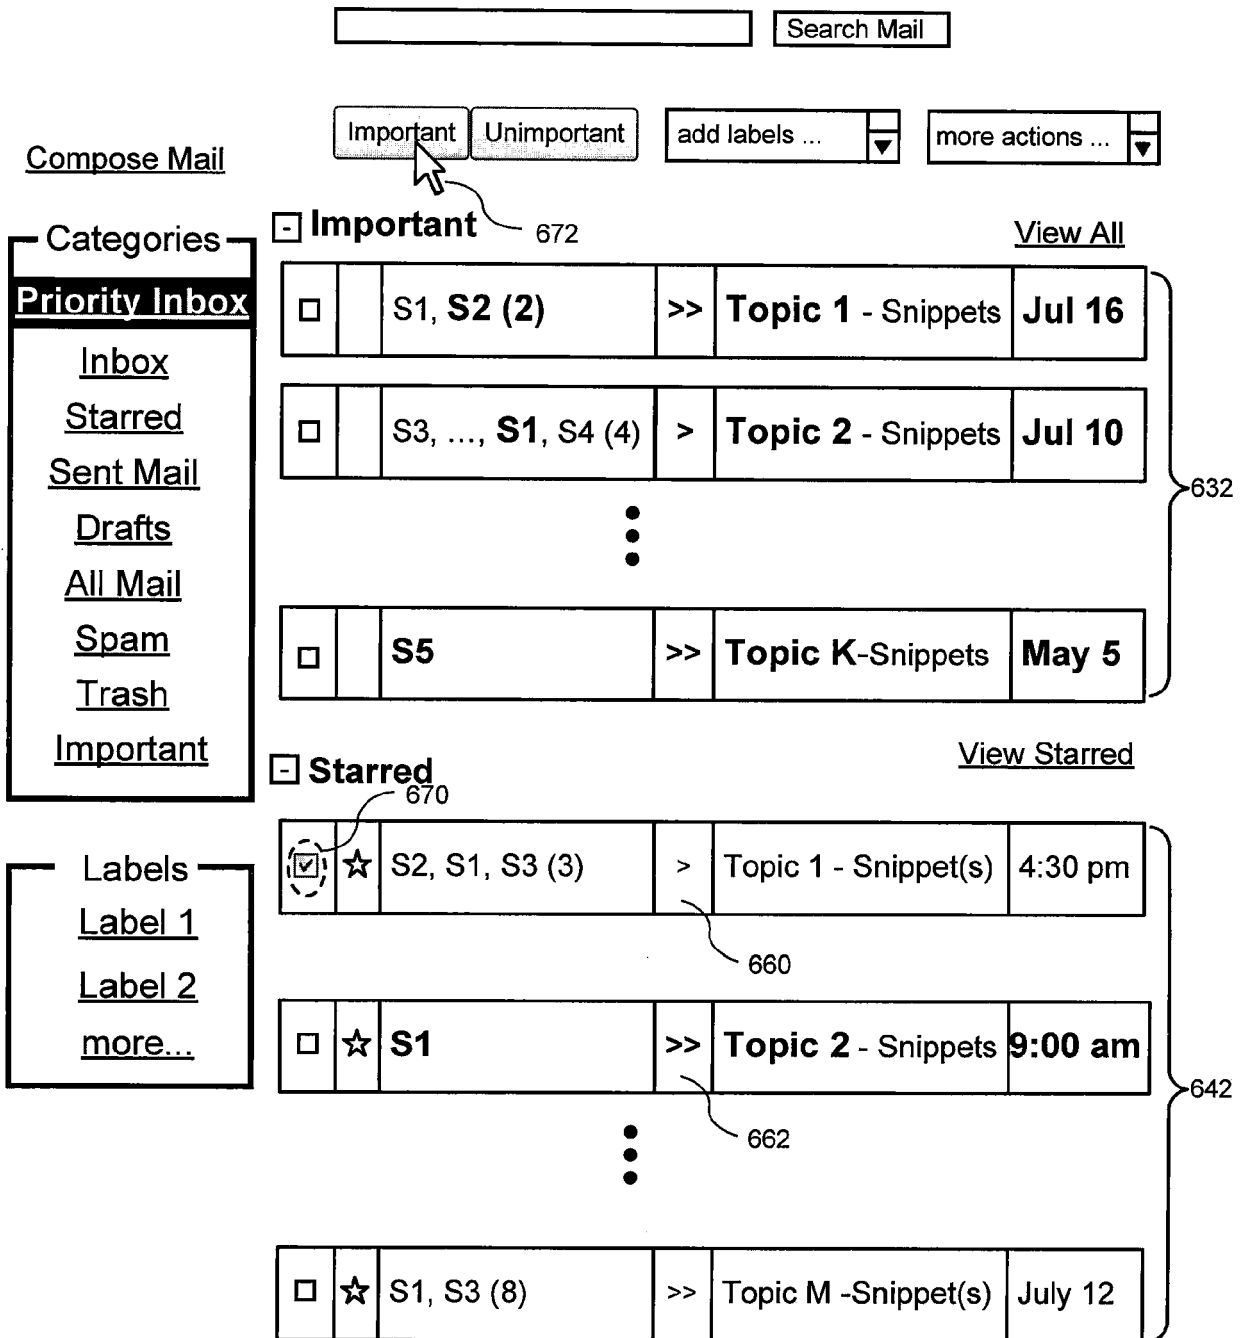 Search Mail
Important Unimportant add labels ... more actions ...
Compose Mail
672
Categories
Priority Inbox
Inbox
Starred
Sent Mail
Drafts
All Mail
Spam
Trash
Important
Labels
Label 1
Label 2
more...
- Important View All
S1, S2 (2) >> Topic 1 - Snippets Jul 16
S3, ..., S1, S4 (4) > Topic 2 - Snippets Jul 10
632
S5 >> Topic K-Snippets May 5
- Starred View Starred
670
S2, S1, S3 (3) > Topic 1 - Snippet(s) 4:30 pm
660
S1 >> Topic 2 - Snippets 9:00 am
642
662
S1, S3 (8) >> Topic M -Snippet(s) July 12